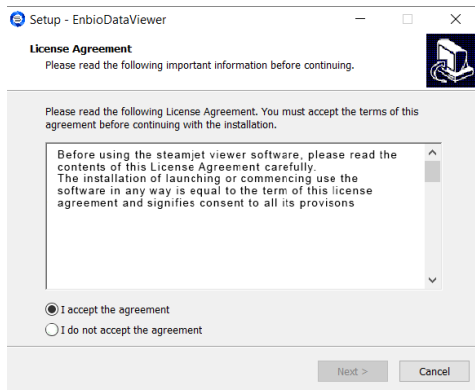 Setup - EnbioDataViewer
License Agreement
Please read the following important information before continuing.
Please read the following License Agreement. You must accept the terms of this
agreement before continuing with the installation.
Before using the steamjet viewer software, please read the
contents of this License Agreement carefully.
The installation of launching or commencing use the
software in any way is equal to the term of this license
agreement and signifies consent to all its provisons
I accept the agreement
I do not accept the agreement
Next >
Cancel